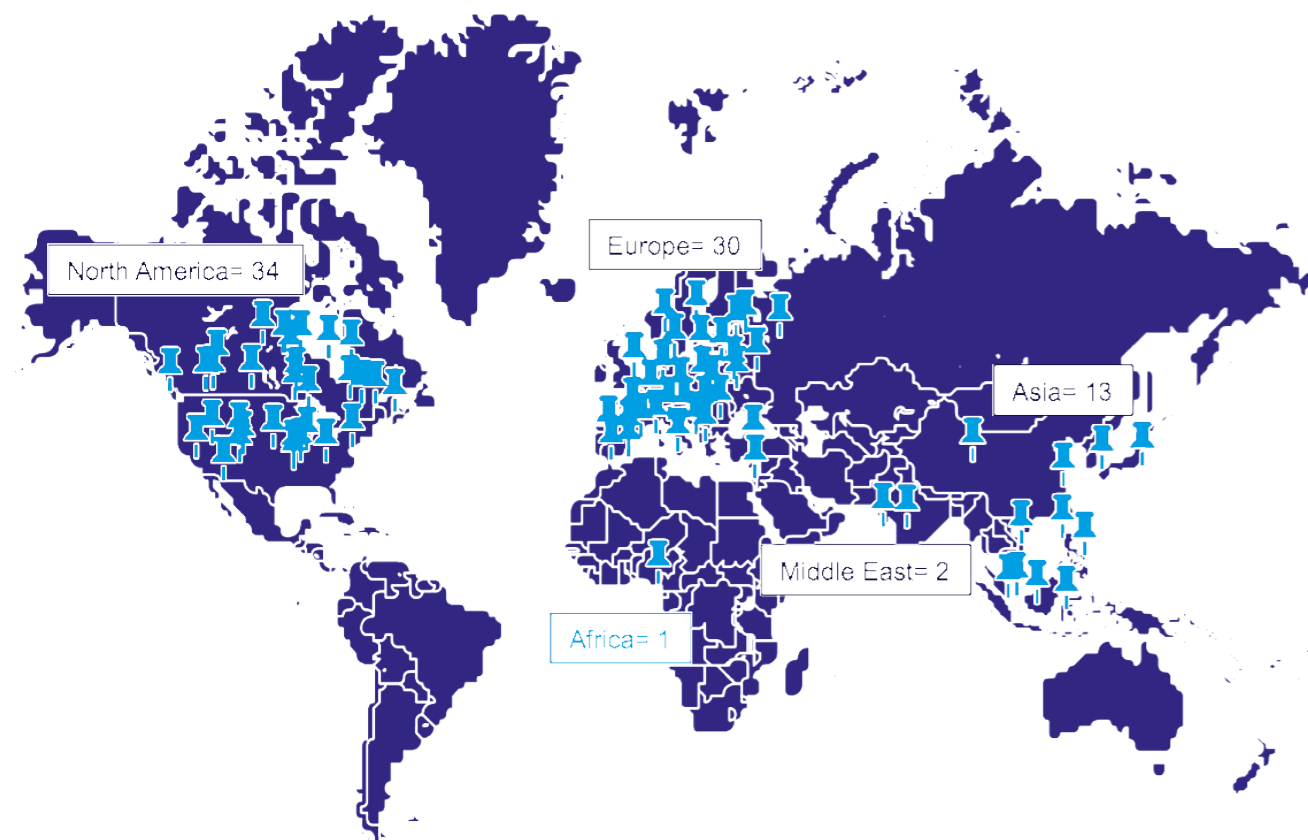 Europe= 30
North America= 34
Asia= 13
Middle East= 2
Africa= 1